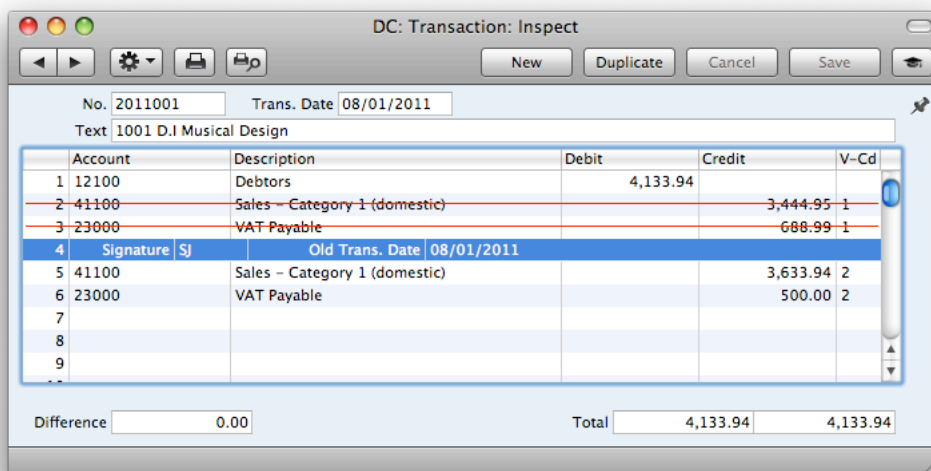 DC: Transaction: Inspect
New Duplicate Cancel Save
No. 2011001 Trans. Date 08/01/2011
Text 1001 D.I Musical Design
Account Description Debit Credit V-Cd
1 12100 Debtors 4,133.94
2 41100 Sales – Category 1 (domestic) 3,444.95 1
3 23000 VAT Payable 688.99 1
4 Signature SJ Old Trans. Date 08/01/2011
5 41100 Sales – Category 1 (domestic) 3,633.94 2
6 23000 VAT Payable 500.00 2
7
8
9
Difference 0.00 Total 4,133.94 4,133.94